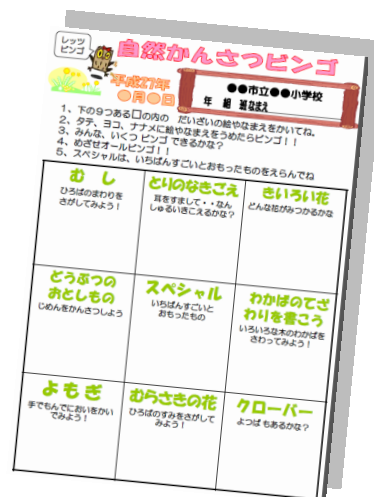 レッツ
ビンゴ
自然かんさつビンゴ
平成27年
●月●日
●●市立●●小学校
年 組 班 なまえ
1、下の9つある□の内の だいざいの絵やなまえをかいてね。
2、タテ、ヨコ、ナナメに絵やなまえをうめたらビンゴ！！
3、みんな、いくつ ビンゴ できるかな？
4、めざせオールビンゴ！！
5、スペシャルは、いちばんすごいとおもったものをえらんでね
むし
ひろばのまわりを
さがしてみよう！
とりのなきごえ
耳をすまして・・なん
しゅるいきこえるかな？
きいろい花
どんな花がみつかるかな
どうぶつの
おとしもの
じめんをかんさつしよう
スペシャル
いちばんすごいと
おもったもの
わかばのてざ
わりを書こう
いろいろな木のわかばを
さわってみよう！
よもぎ
手でもんでにおいをかい
でみよう！
むらさきの花
ひろばのすみをさがして
みよう！
クローバー
よつば もあるかな？